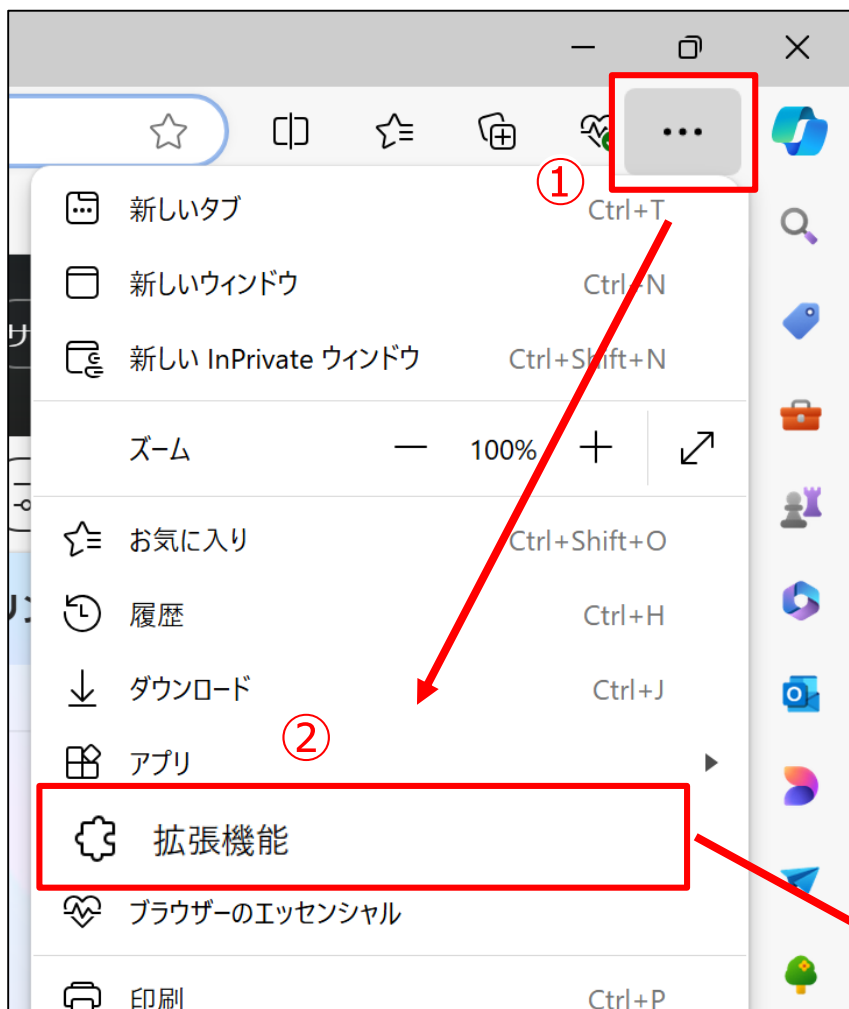 ①
新しいタブ Ctrl+T
新しいウィンドウ Ctrl+N
サ
新しい InPrivate ウィンドウ Ctrl+Shift+N
ズーム 100%
お気に入り Ctrl+Shift+O
リン
履歴 Ctrl+H
ダウンロード Ctrl+J
②
アプリ
拡張機能
ブラウザーのエッセンシャル
印刷 Ctrl+P